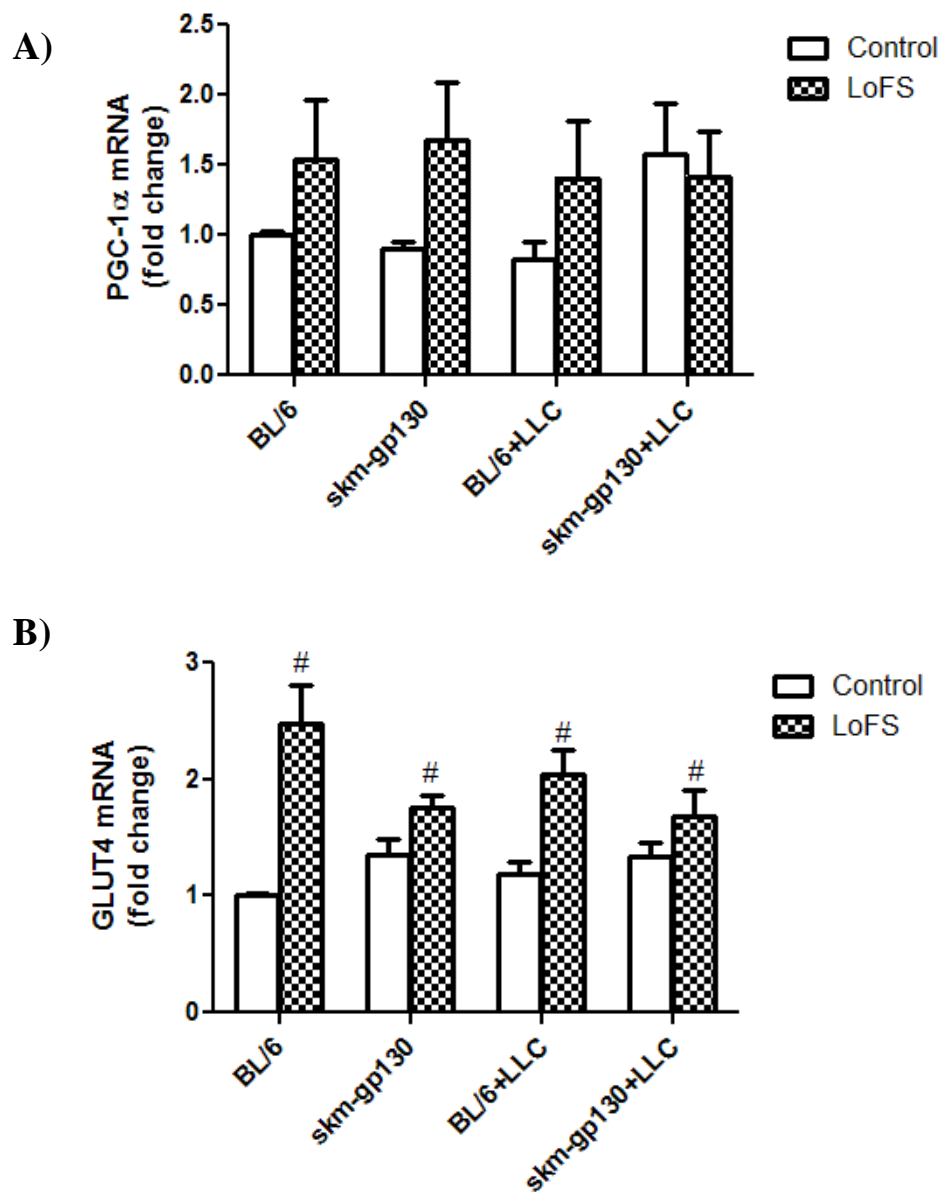 A)
PGC-1α mRNA
(fold change)
2.5
2.0
1.5
1.0
0.5
0.0
Control
LoFS
BL/6
skm-gp130
BL/6+LLC
skm-gp130+LLC
B)
GLUT4 mRNA
(fold change)
3
2
1
0
#
#
#
#
Control
LoFS
BL/6
skm-gp130
BL/6+LLC
skm-gp130+LLC